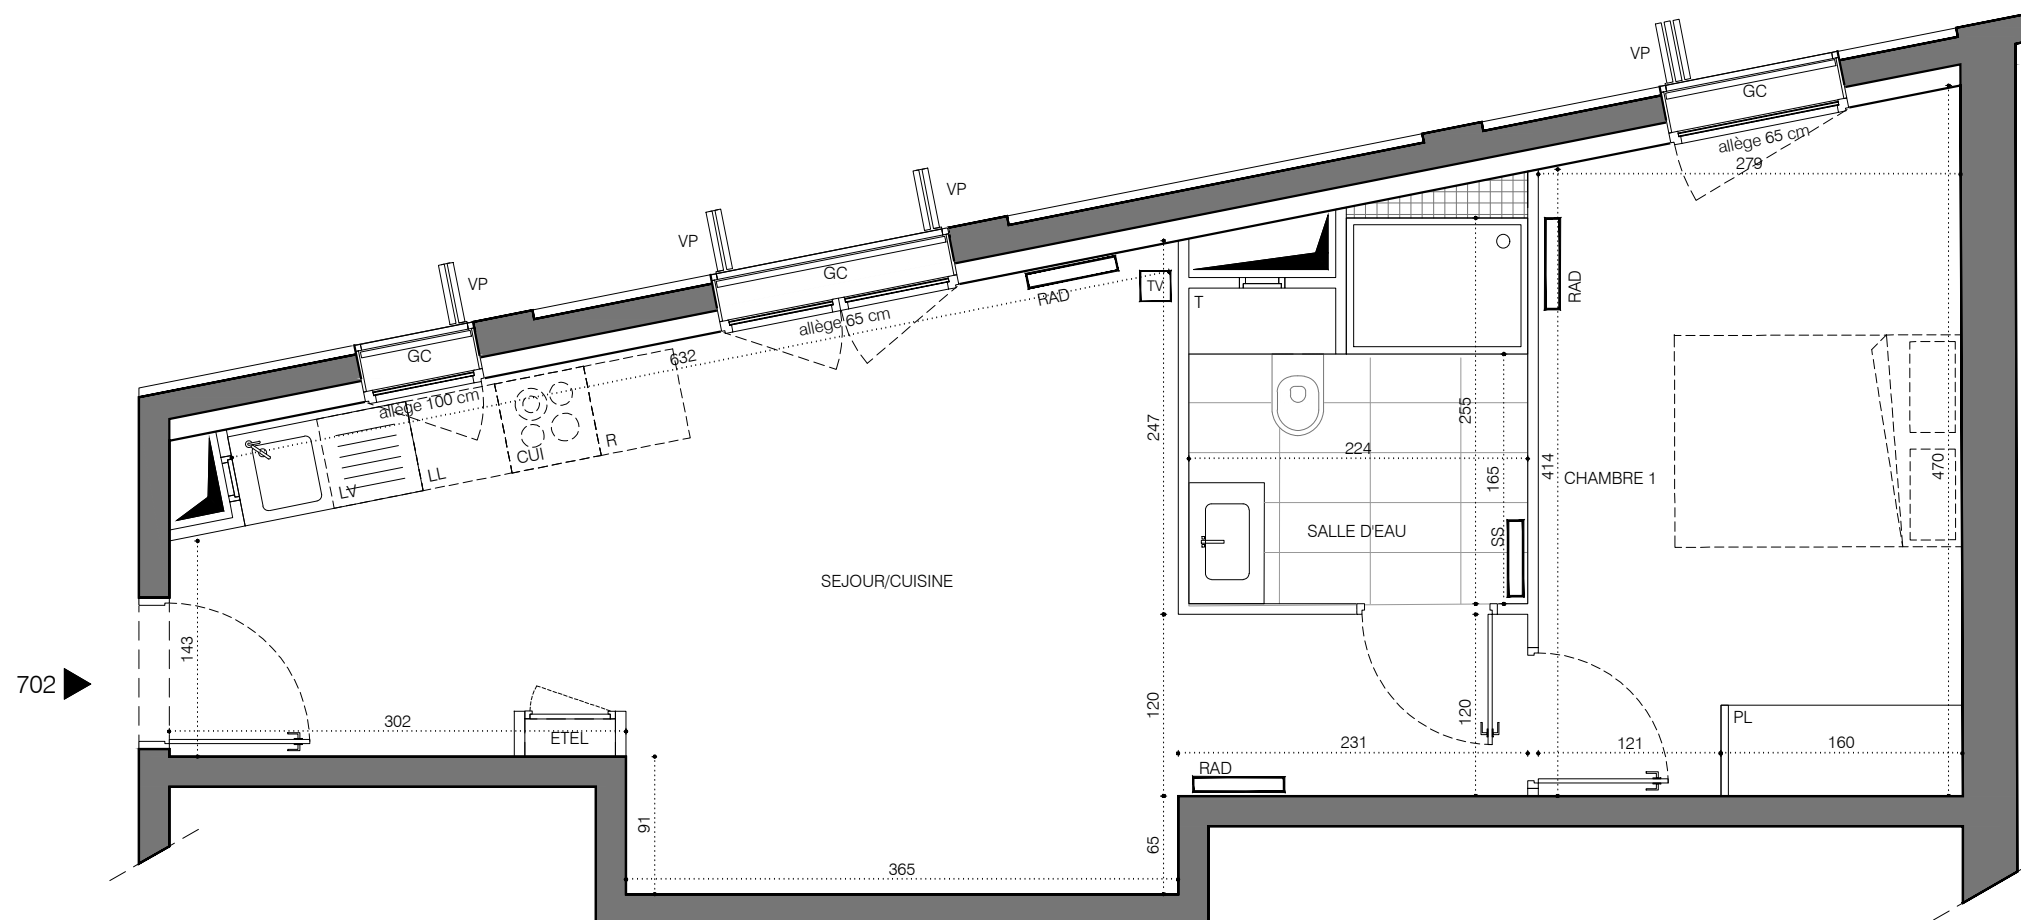 VP
GC
allège 65 cm
279
VP
VP
VP
GC
allège 65 cm
RAD
TV
T
RAD
GC
allège 100 cm
632
LV
LL
CUI
R
247
224
255
165
414
CHAMBRE 1
470
SALLE D'EAU
SS
SEJOUR/CUISINE
143
702
302
ETEL
120
120
231
121
PL
160
RAD
91
65
365